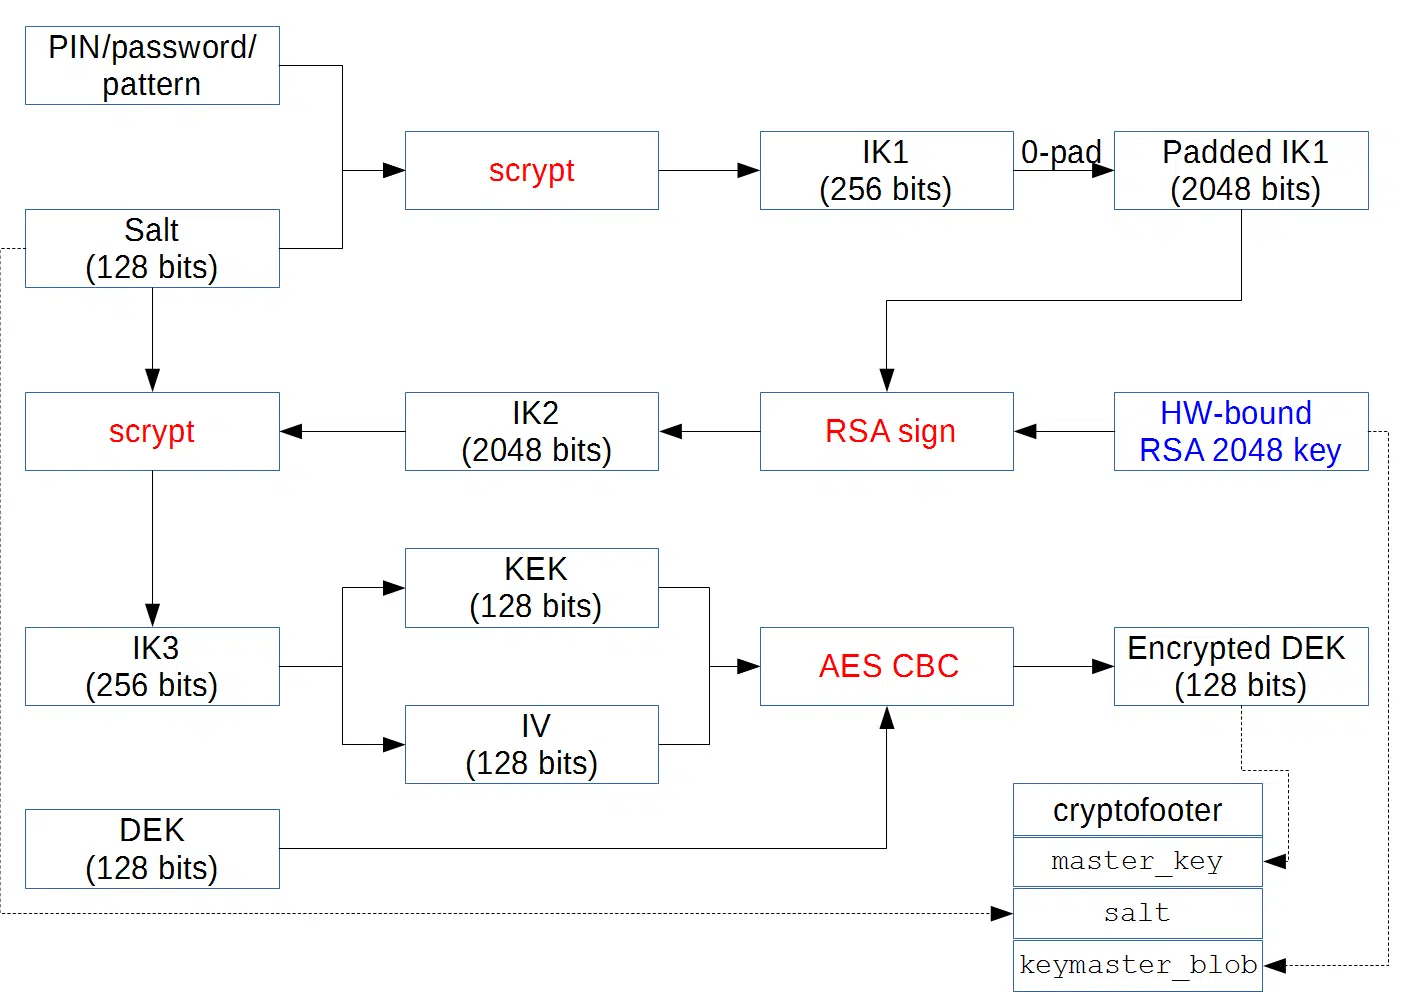 PIN/password/
pattern
scrypt
IK1
(256 bits)
0-pad
Padded IK1
(2048 bits)
Salt
(128 bits)
scrypt
IK2
(2048 bits)
RSA sign
HW-bound
RSA 2048 key
KEK
(128 bits)
IK3
(256 bits)
AES CBC
Encrypted DEK
(128 bits)
IV
(128 bits)
DEK
(128 bits)
cryptofooter
master_key
salt
keymaster_blob